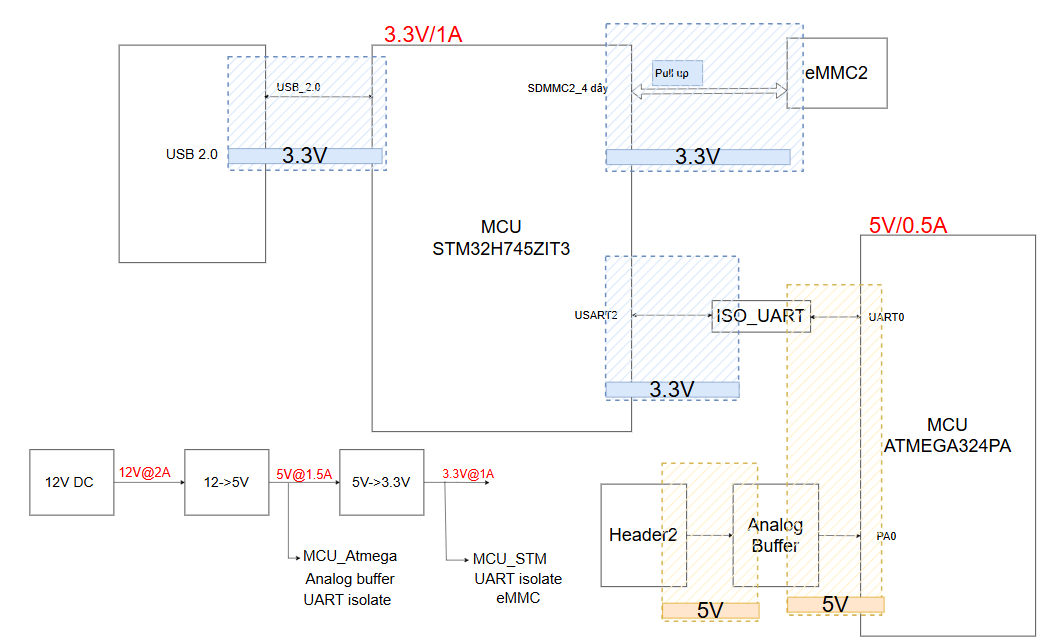 3.3V/1A
USB_2.0
USB 2.0
3.3V
SDMMC2_4 dây
Pull up
eMMC2
3.3V
MCU
STM32H745ZIT3
5V/0.5A
USART2
ISO_UART
UART0
3.3V
MCU
ATMEGA324PA
12V DC
12V@2A
12->5V
5V@1.5A
5V->3.3V
3.3V@1A
MCU_Atmega
Analog buffer
UART isolate
MCU_STM
UART isolate
eMMC
Header2
Analog
Buffer
PA0
5V
5V